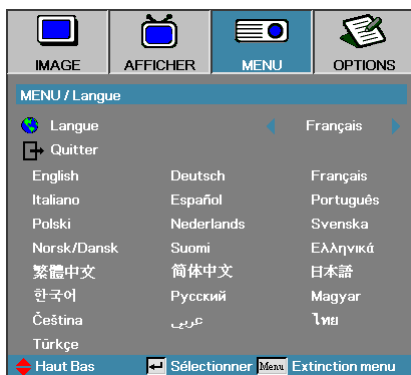 IMAGE AFFICHER MENU OPTIONS
MENU / Langue
Langue Français
Quitter
English Deutsch Français
Italiano Español Português
Polski Nederlands Svenska
Norsk/Dansk Suomi Ελληνικά
繁體中文 简体中文 日本語
한국어 Русский Magyar
Čeština عربي ไทย
Türkçe
Haut Bas Sélectionner Menu Extinction menu